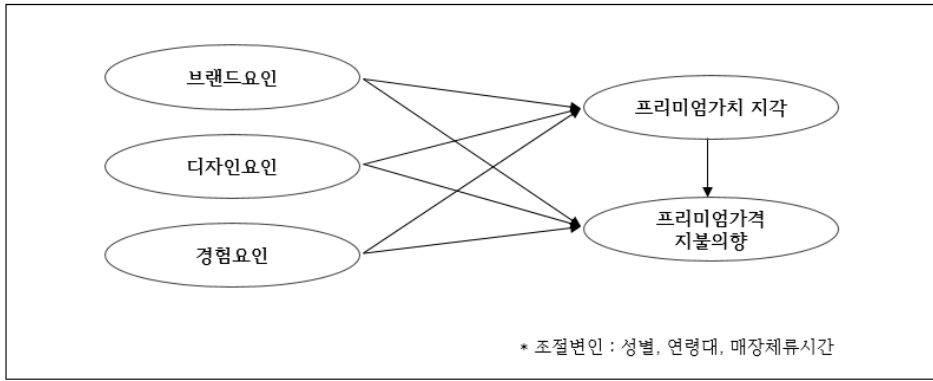 브랜드요인
디자인요인
경험요인
프리미엄가치 지각
프리미엄가격
지불의향
* 조절변인 : 성별, 연령대, 매장체류시간